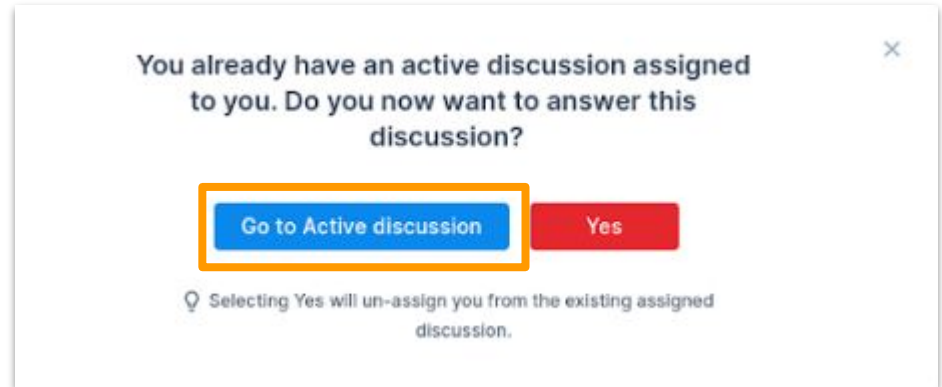 You already have an active discussion assigned
to you. Do you now want to answer this
discussion?
Go to Active discussion
Yes
Selecting Yes will un-assign you from the existing assigned
discussion.